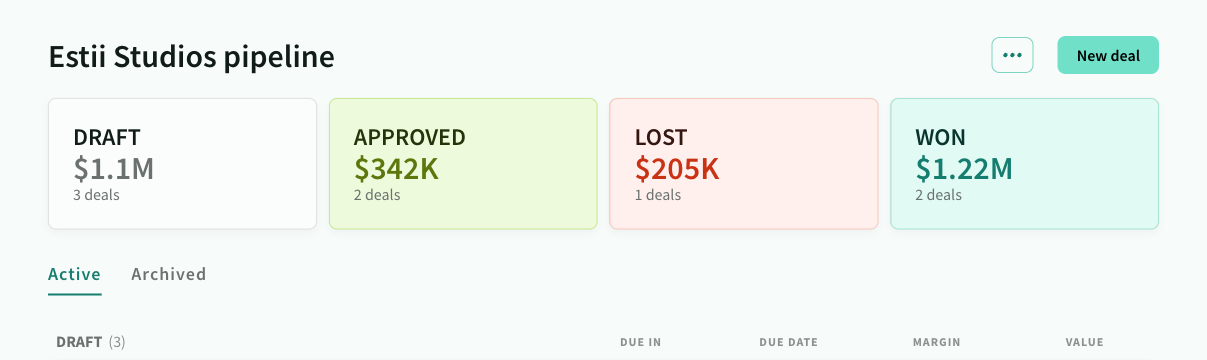 Estii Studios pipeline
•••
New deal
DRAFT
$1.1M
3 deals
APPROVED
$342K
2 deals
LOST
$205K
1 deals
WON
$1.22M
2 deals
Active Archived
DRAFT (3) DUE IN DUE DATE MARGIN VALUE